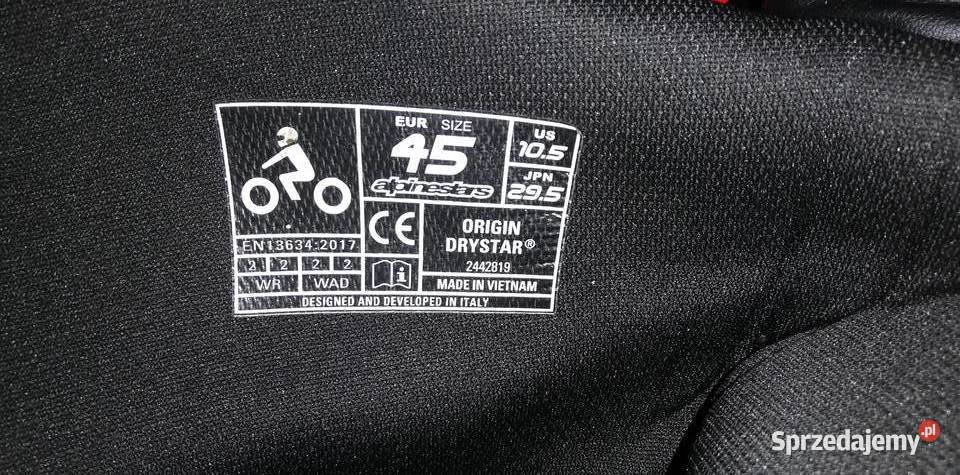 EUR SIZE
45
alpinestars
US
10.5
JPN
29.5
CE
ORIGIN
DRYSTAR®
2442819
EN13634:2017
2 2 2 2
WR WAD
i
MADE IN VIETNAM
DESIGNED AND DEVELOPED IN ITALY
Sprzedajemy.pl